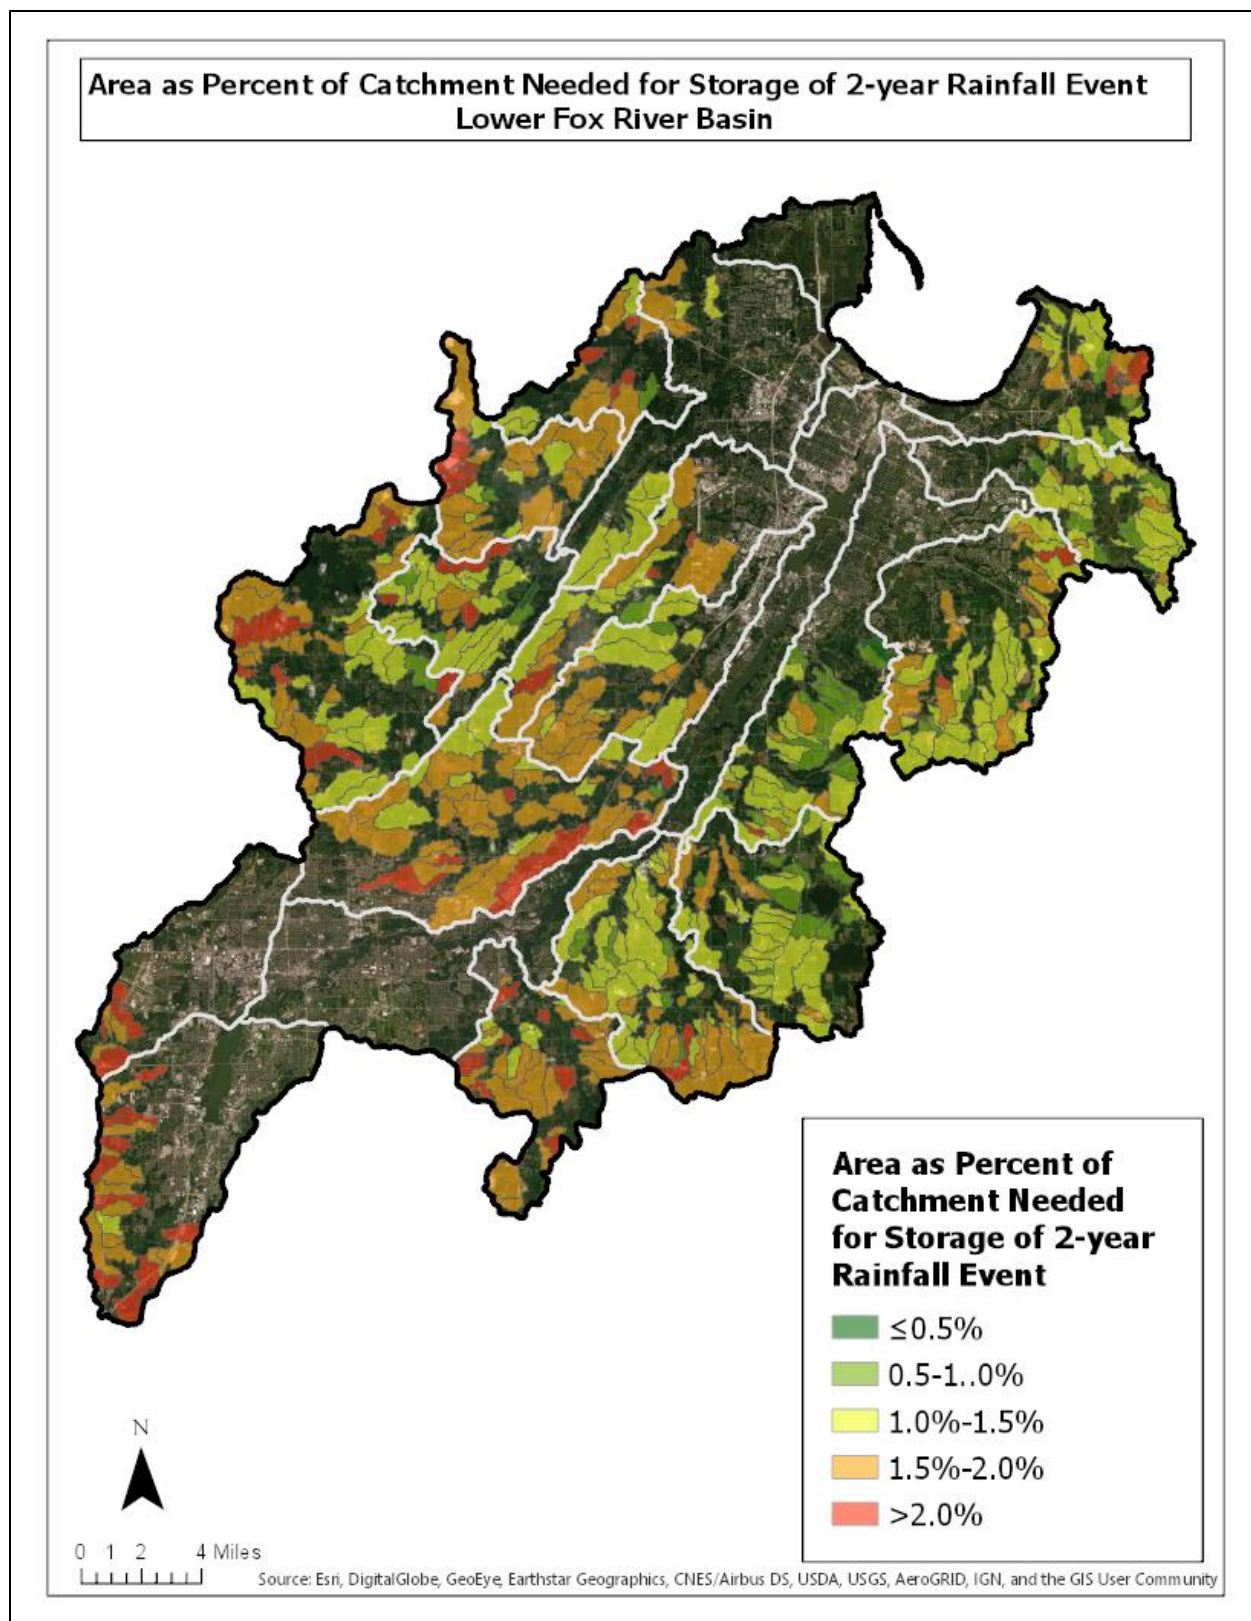 Area as Percent of Catchment Needed for Storage of 2-year Rainfall Event
Lower Fox River Basin
Area as Percent of
Catchment Needed
for Storage of 2-year
Rainfall Event
≤0.5%
0.5-1..0%
1.0%-1.5%
1.5%-2.0%
>2.0%
N
0 1 2 4 Miles
Source: Esri, DigitalGlobe, GeoEye, Earthstar Geographics, CNES/Airbus DS, USDA, USGS, AeroGRID, IGN, and the GIS User Community